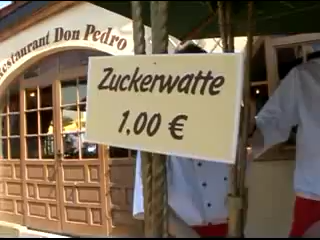 Restaurant Don Pedro
Zuckerwatte
1,00 €